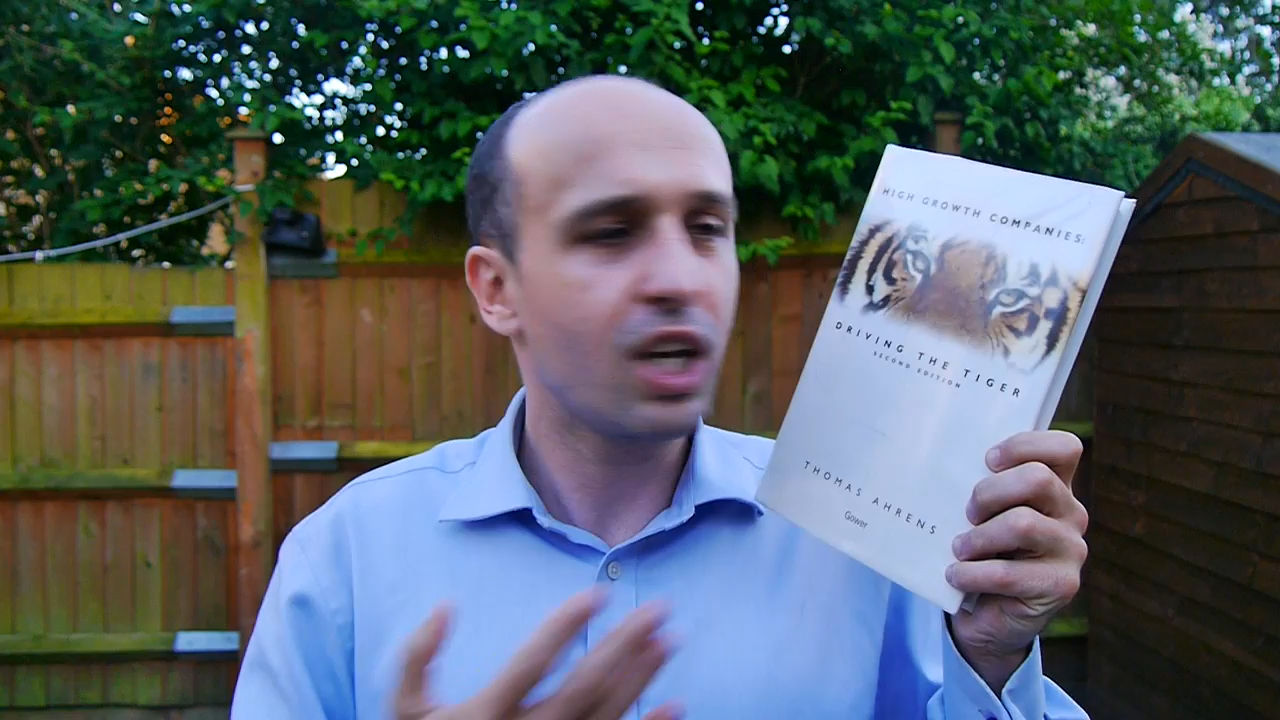 HIGH GROWTH COMPANIES:
DRIVING THE TIGER
SECOND EDITION
THOMAS AHRENS
Gower